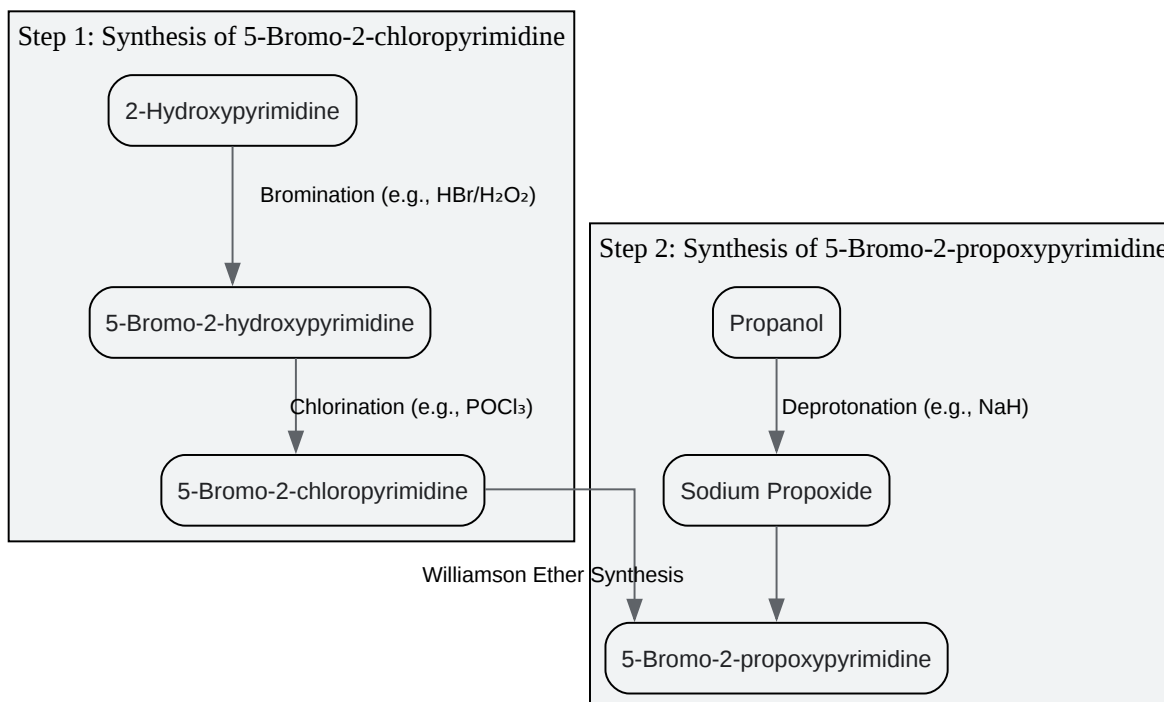 Step 1: Synthesis of 5-Bromo-2-chloropyrimidine
2-Hydroxypyrimidine
Bromination (e.g., HBr/H₂O₂)
5-Bromo-2-hydroxypyrimidine
Chlorination (e.g., POCl₃)
5-Bromo-2-chloropyrimidine
Williamson Ether Synthesis
Step 2: Synthesis of 5-Bromo-2-propoxypyrimidine
Propanol
Deprotonation (e.g., NaH)
Sodium Propoxide
5-Bromo-2-propoxypyrimidine